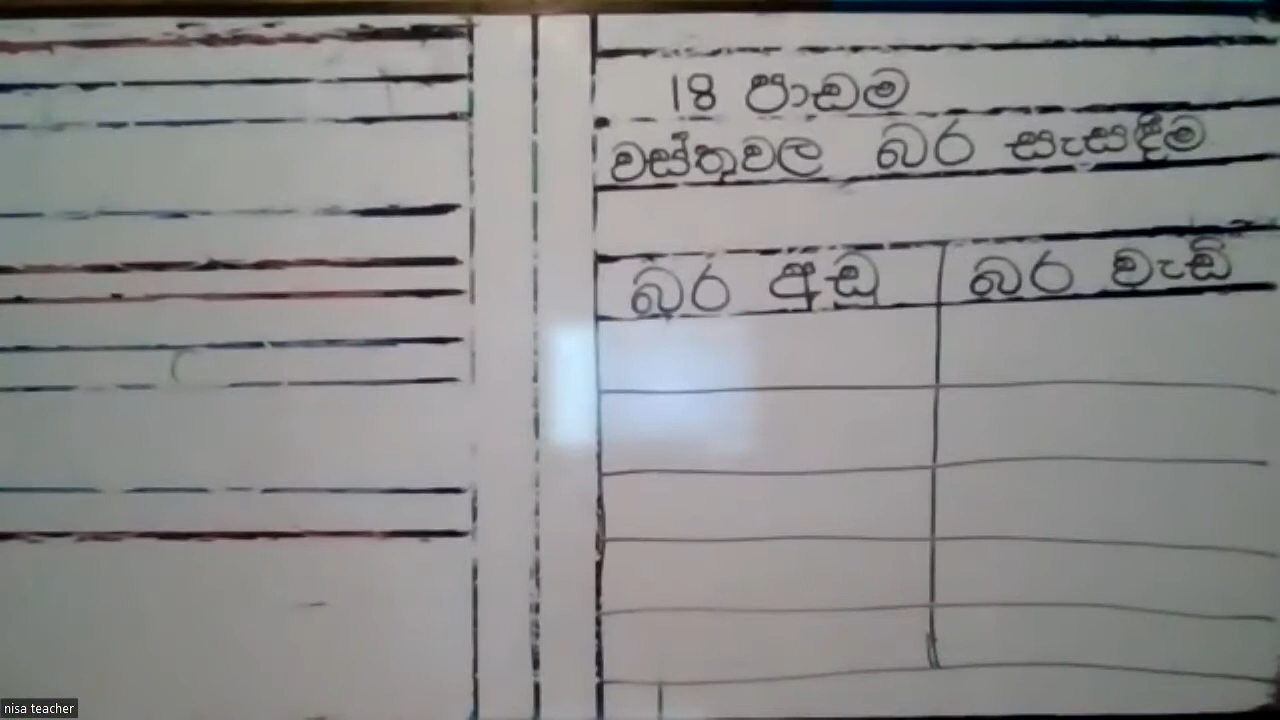 18 පාඩම
වස්තුවල බර සැසඳීම
බර අඩු බර වැඩි
nisa teacher